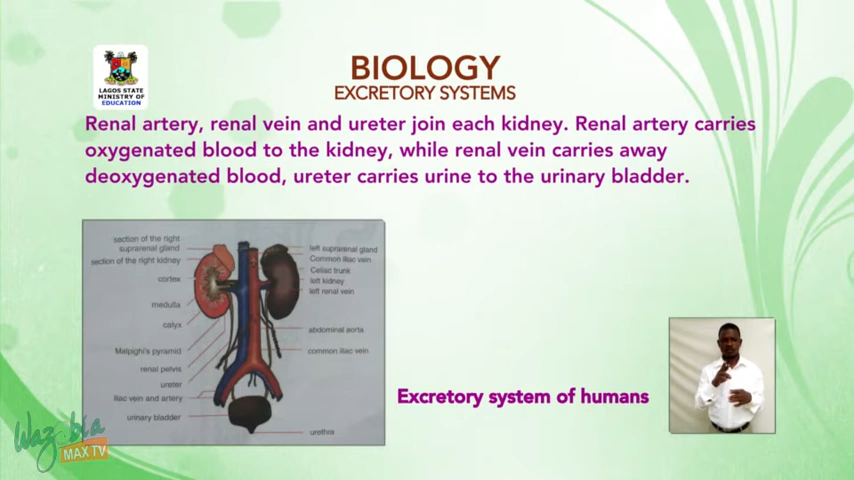 BIOLOGY
EXCRETORY SYSTEMS
LAGOS STATE
MINISTRY OF
EDUCATION
Renal artery, renal vein and ureter join each kidney. Renal artery carries
oxygenated blood to the kidney, while renal vein carries away
deoxygenated blood, ureter carries urine to the urinary bladder.
section of the right
suprarenal gland
section of the right kidney
cortex
medulla
calyx
Malpighi's pyramid
renal pelvis
ureter
iliac vein and artery
urinary bladder
left suprarenal gland
Common iliac vein
Celiac trunk
left kidney
left renal vein
abdominal aorta
common iliac vein
urethra
Excretory system of humans
Wazobia
MAX TV